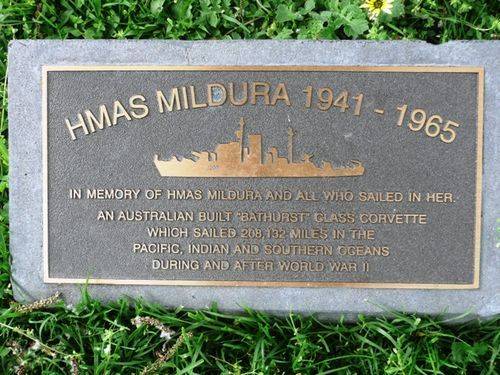 HMAS MILDURA 1941 - 1965
IN MEMORY OF HMAS MILDURA AND ALL WHO SAILED IN HER.
AN AUSTRALIAN BUILT "BATHURST" CLASS CORVETTE
WHICH SAILED 208,132 MILES IN THE
PACIFIC, INDIAN AND SOUTHERN OCEANS
DURING AND AFTER WORLD WAR II